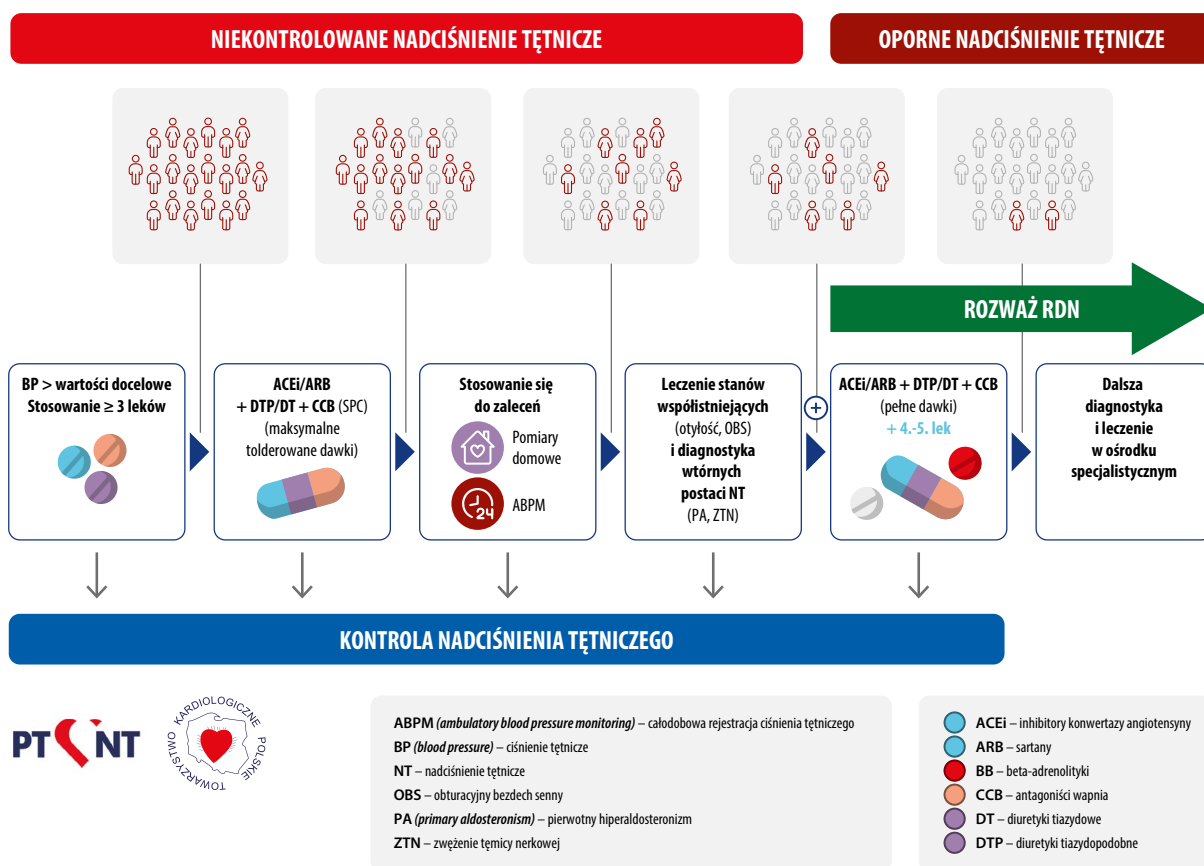 NIEKONTROLOWANE NADCIŚNIENIE TĘTNICZE
OPORNE NADCIŚNIENIE TĘTNICZE
ROZWAŻ RDN
BP > wartości docelowe
Stosowanie ≥ 3 leków
ACEi/ARB
+ DTP/DT + CCB (SPC)
(maksymalne
tolderowane dawki)
Stosowanie się
do zaleceń
Pomiary
domowe
24
ABPM
Leczenie stanów
współistniejących
(otyłość, OBS)
i diagnostyka
wtórnych
postaci NT
(PA, ZTN)
+
ACEi/ARB + DTP/DT + CCB
(pełne dawki)
+ 4.-5. lek
Dalsza
diagnostyka
i leczenie
w ośrodku
specjalistycznym
KONTROLA NADCIŚNIENIA TĘTNICZEGO
PT NT
POLSKIE TOWARZYSTWO KARDIOLOGICZNE
ABPM (ambulatory blood pressure monitoring) – całodobowa rejestracja ciśnienia tętniczego
BP (blood pressure) – ciśnienie tętnicze
NT – nadciśnienie tętnicze
OBS – obturacyjny bezdech senny
PA (primary aldosteronism) – pierwotny hiperaldosteronizm
ZTN – zwężenie tęmicy nerkowej
ACEi – inhibitory konwertazy angiotensyny
ARB – sartany
BB – beta-adrenolityki
CCB – antagoniści wapnia
DT – diuretyki tiazydowe
DTP – diuretyki tiazydopodobne